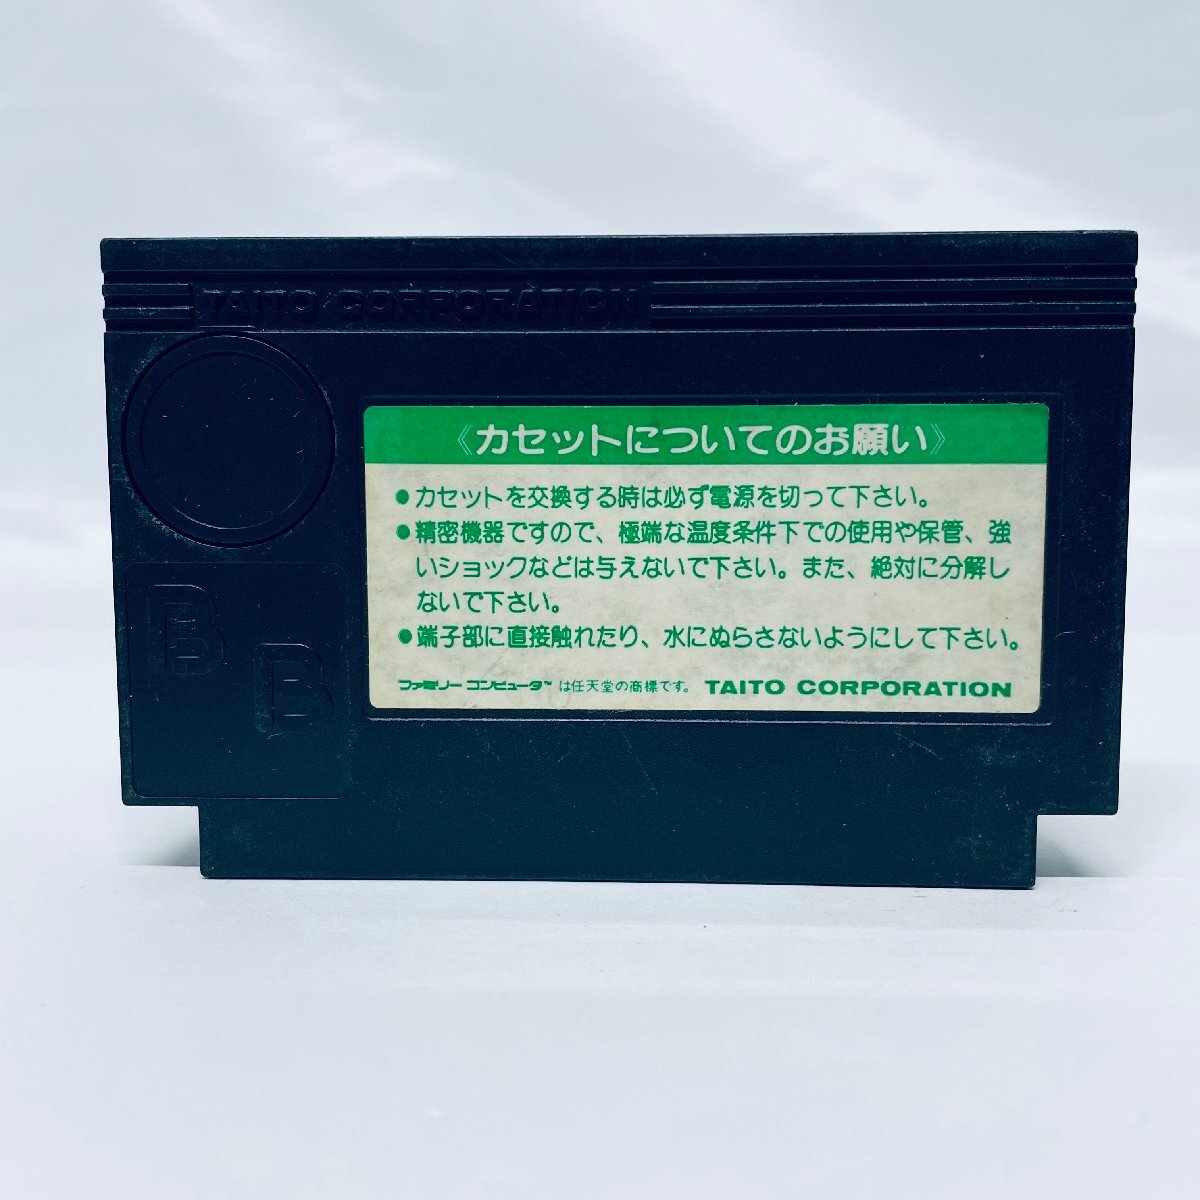 TAITO CORPORATION
《カセットについてのお願い》
●カセットを交換する時は必ず電源を切って下さい。
●精密機器ですので、極端な温度条件下での使用や保管、強
いショックなどは与えないで下さい。また、絶対に分解し
ないで下さい。
●端子部に直接触れたり、水にぬらさないようにして下さい。
ファミリーコンピュータ™は任天堂の商標です。 TAITO CORPORATION
B
B